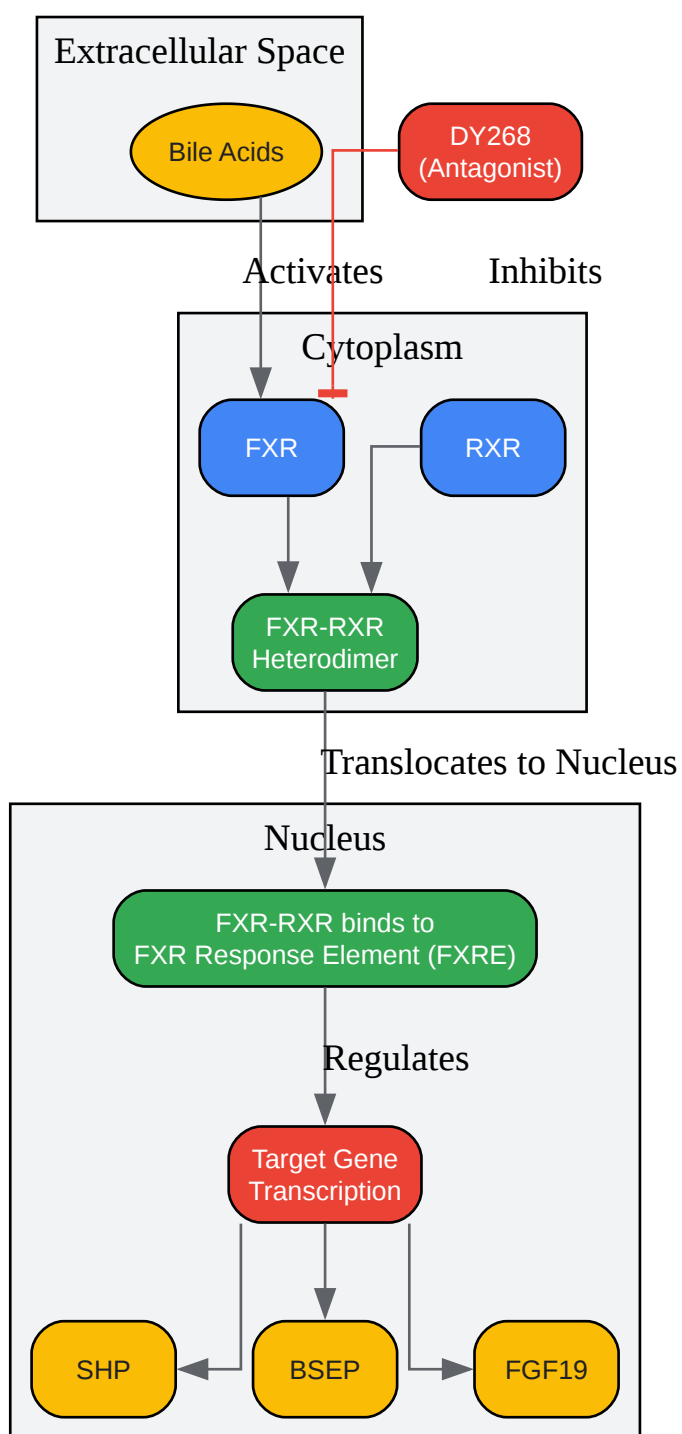 Extracellular Space
Bile Acids
DY268
(Antagonist)
Activates
Inhibits
Cytoplasm
FXR
RXR
FXR-RXR
Heterodimer
Translocates to Nucleus
Nucleus
FXR-RXR binds to
FXR Response Element (FXRE)
Regulates
Target Gene
Transcription
SHP
BSEP
FGF19